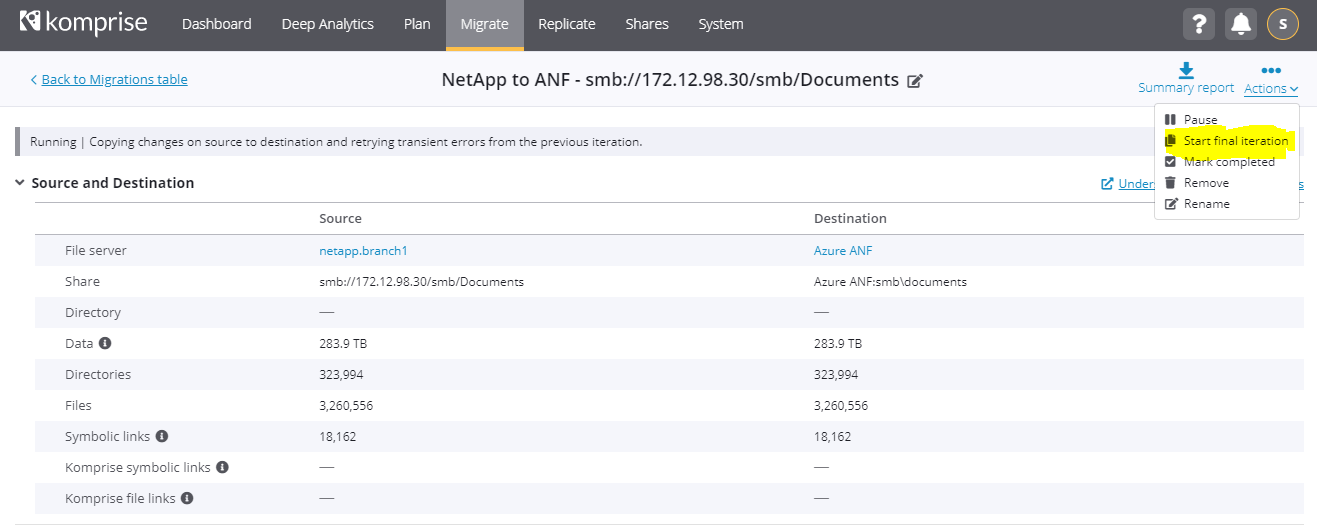 komprise Dashboard Deep Analytics Plan Migrate Replicate Shares System ? S
Back to Migrations table NetApp to ANF - smb://172.12.98.30/smb/Documents Summary report Actions
Pause
Running | Copying changes on source to destination and retrying transient errors from the previous iteration. Start final iteration
Mark completed
Source and Destination Under s Remove
Rename
Source Destination
File server netapp.branch1 Azure ANF
Share smb://172.12.98.30/smb/Documents Azure ANF:smb\documents
Directory — —
Data 283.9 TB 283.9 TB
Directories 323,994 323,994
Files 3,260,556 3,260,556
Symbolic links 18,162 18,162
Komprise symbolic links — —
Komprise file links — —